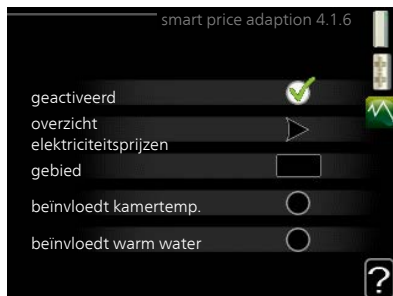 smart price adaption 4.1.6
geactiveerd
overzicht
elektriciteitsprijzen
gebied
beïnvloedt kamertemp.
beïnvloedt warm water
?